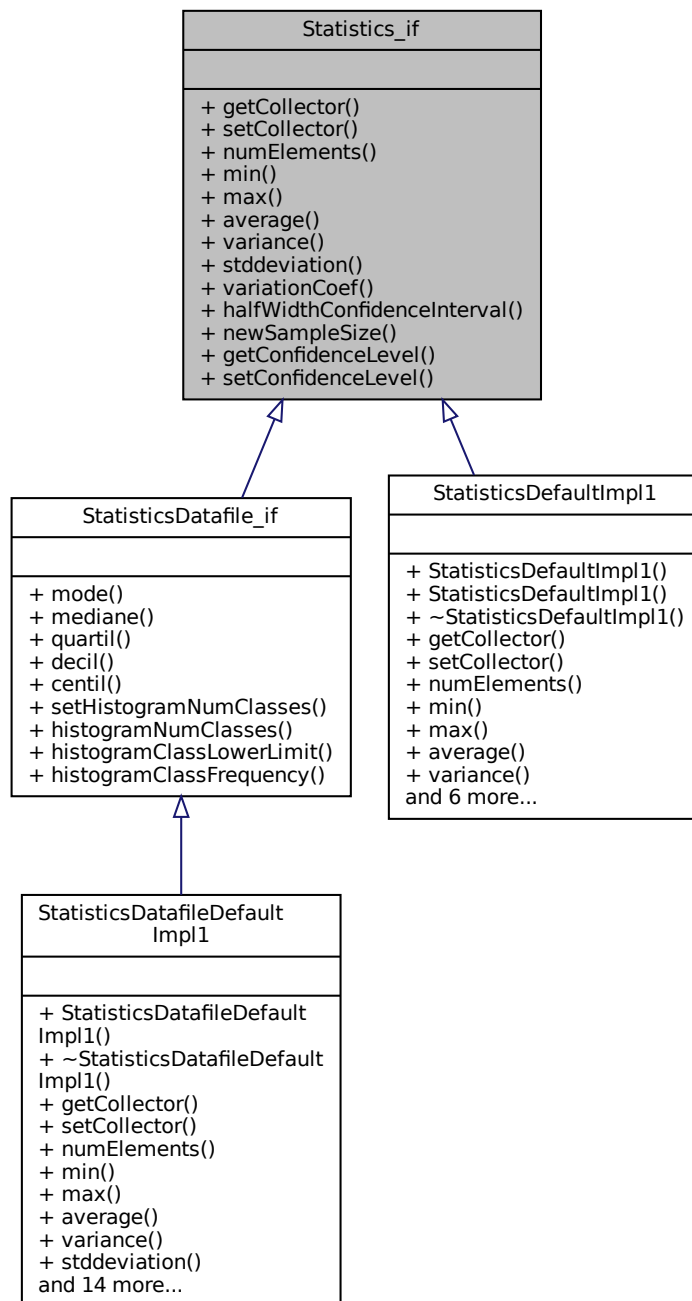 Statistics_if
+ getCollector()
+ setCollector()
+ numElements()
+ min()
+ max()
+ average()
+ variance()
+ stddeviation()
+ variationCoef()
+ halfWidthConfidenceInterval()
+ newSampleSize()
+ getConfidenceLevel()
+ setConfidenceLevel()
StatisticsDatafile_if
+ mode()
+ mediane()
+ quartil()
+ decil()
+ centil()
+ setHistogramNumClasses()
+ histogramNumClasses()
+ histogramClassLowerLimit()
+ histogramClassFrequency()
StatisticsDefaultImpl1
+ StatisticsDefaultImpl1()
+ StatisticsDefaultImpl1()
+ ~StatisticsDefaultImpl1()
+ getCollector()
+ setCollector()
+ numElements()
+ min()
+ max()
+ average()
+ variance()
and 6 more...
StatisticsDatafileDefault
Impl1
+ StatisticsDatafileDefault
Impl1()
+ ~StatisticsDatafileDefault
Impl1()
+ getCollector()
+ setCollector()
+ numElements()
+ min()
+ max()
+ average()
+ variance()
+ stddeviation()
and 14 more...